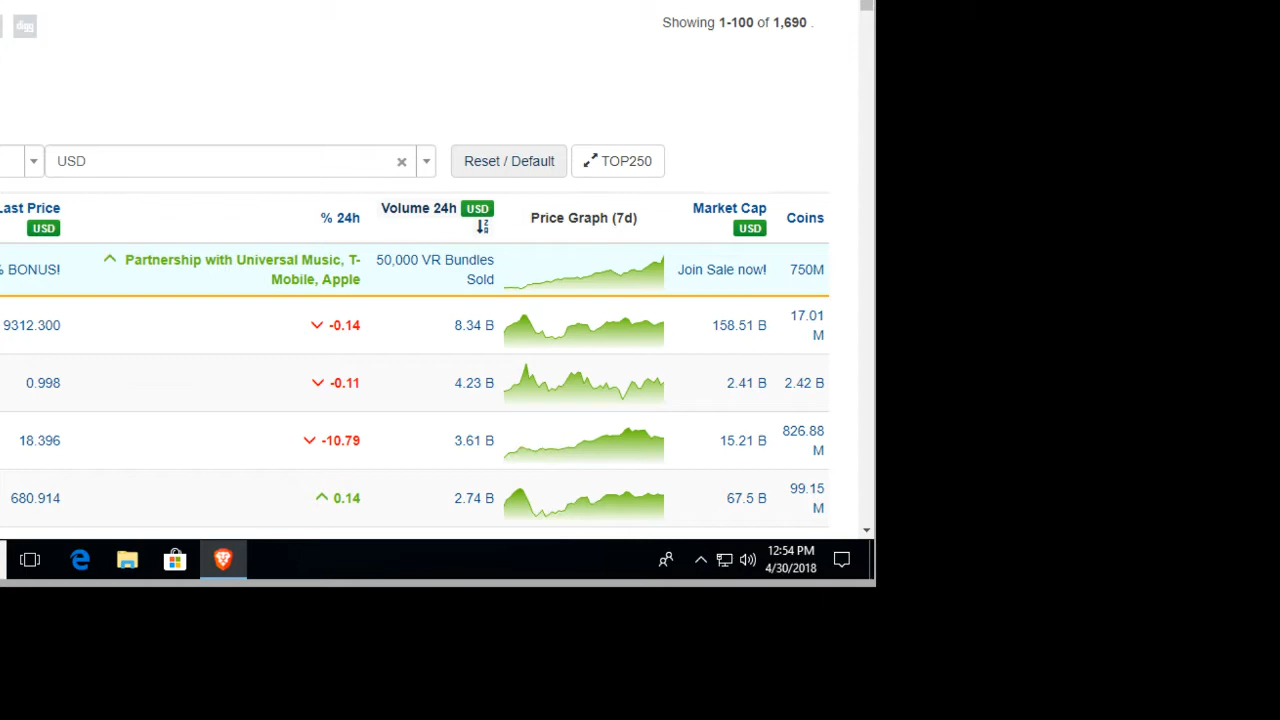 digg
Showing 1-100 of 1,690 .
USD
Reset / Default
TOP250
Last Price
USD
% 24h
Volume 24h USD
Price Graph (7d)
Market Cap
USD
Coins
% BONUS!
Partnership with Universal Music, T-
Mobile, Apple
50,000 VR Bundles
Sold
Join Sale now!
750M
9312.300
-0.14
8.34 B
158.51 B
17.01
M
0.998
-0.11
4.23 B
2.41 B
2.42 B
18.396
-10.79
3.61 B
15.21 B
826.88
M
680.914
0.14
2.74 B
67.5 B
99.15
M
12:54 PM
4/30/2018